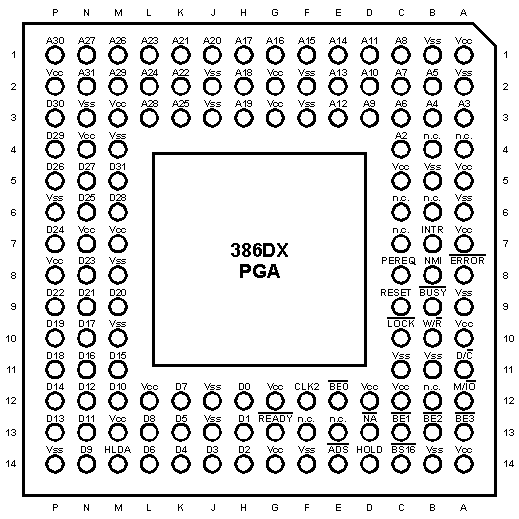 P N M L K J H G F E D C B A
A30 A27 A26 A23 A21 A20 A17 A16 A15 A14 A11 A8 Vss Vcc
1 1
Vcc A31 A29 A24 A22 Vss A18 Vcc Vss A13 A10 A7 A5 Vss
2 2
D30 Vss Vcc A28 A25 Vss A19 Vcc Vss A12 A9 A6 A4 A3
3 3
D29 Vcc Vss A2 n.c. n.c.
4 4
D26 D27 D31 Vcc Vss Vcc
5 5
Vss D25 D28 n.c. n.c. Vss
6 6
D24 Vcc Vcc n.c. INTR Vcc
7 7
386DX
Vcc D23 Vss PEREQ NMI ERROR
PGA
8 8
D22 D21 D20 RESET BUSY Vss
9 9
D19 D17 Vss LOCK W/R Vcc
10 10
D18 D16 D15 Vss Vss D/C
11 11
D14 D12 D10 Vcc D7 Vss D0 Vcc CLK2 BE0 Vcc Vcc n.c. M/IO
12 12
D13 D11 Vcc D8 D5 Vss D1 READY n.c. n.c. NA BE1 BE2 BE3
13 13
Vss D9 HLDA D6 D4 D3 D2 Vcc Vss ADS HOLD BS16 Vss Vcc
14 14
P N M L K J H G F E D C B A